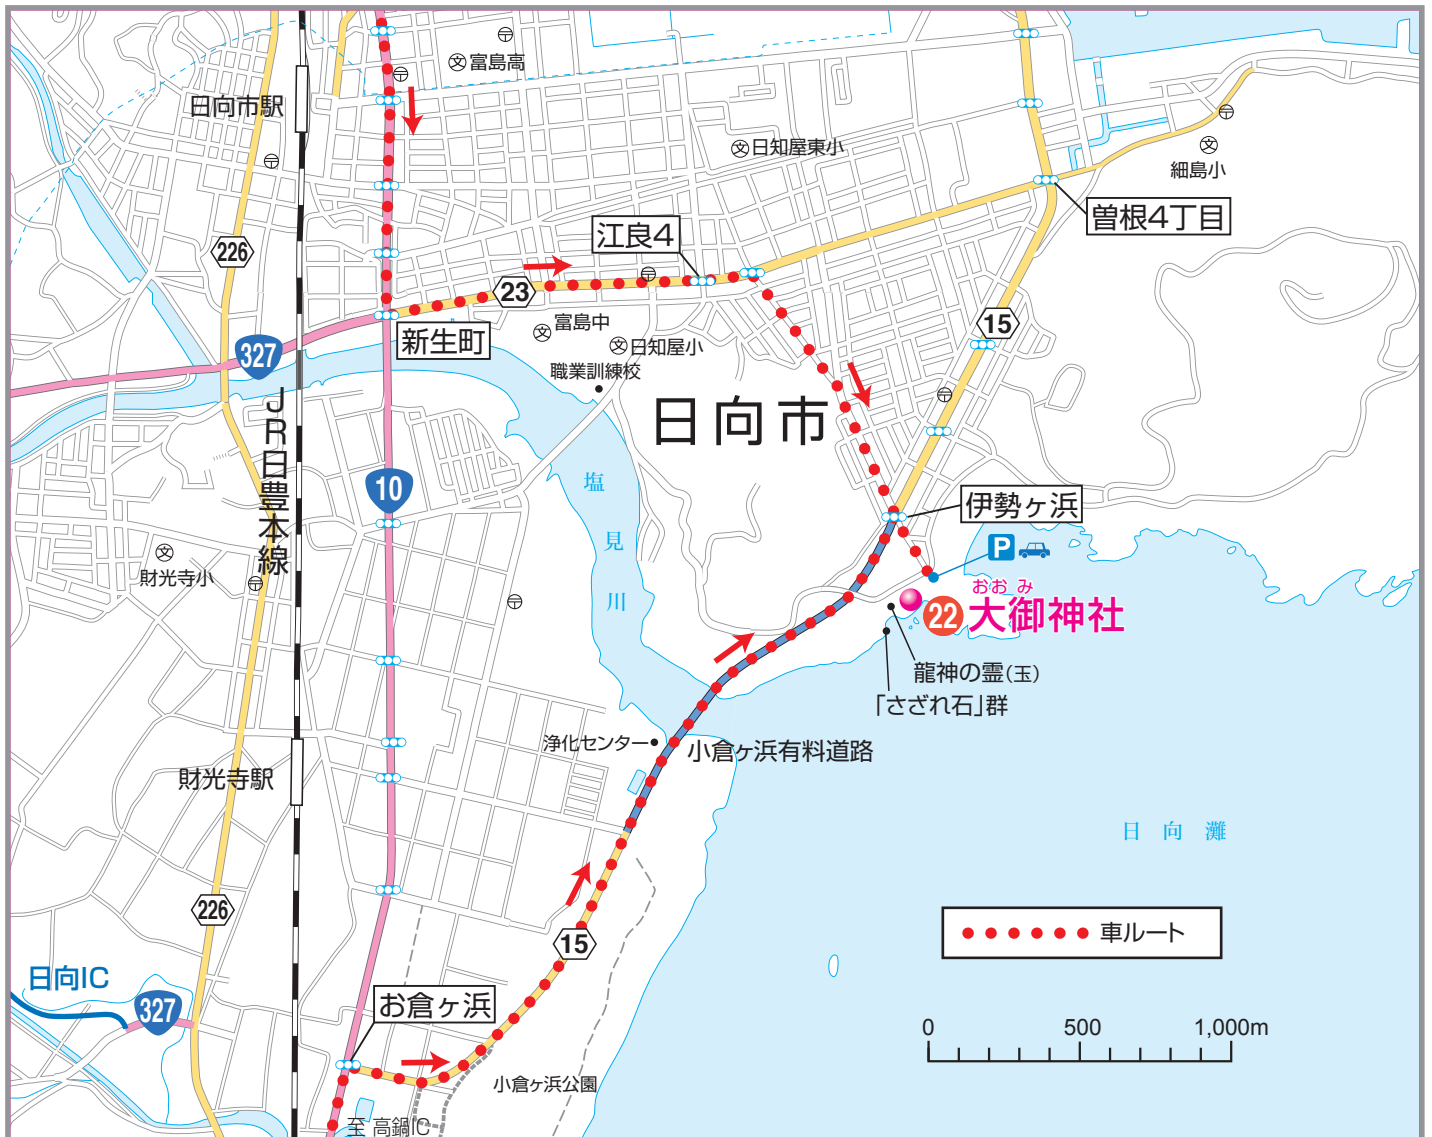 富島高
日向市駅
日知屋東小
細島小
曽根4丁目
江良4
226
23
富島中
新生町
日知屋小
15
327
職業訓練校
JR日豊本線
日向市
10
塩見川
伊勢ヶ浜
P
財光寺小
おおみ
22 大御神社
龍神の霊(玉)
「さざれ石」群
浄化センター
小倉ヶ浜有料道路
財光寺駅
日向灘
226
車ルート
15
日向IC
327
お倉ヶ浜
0 500 1,000m
小倉ヶ浜公園
至 高鍋IC